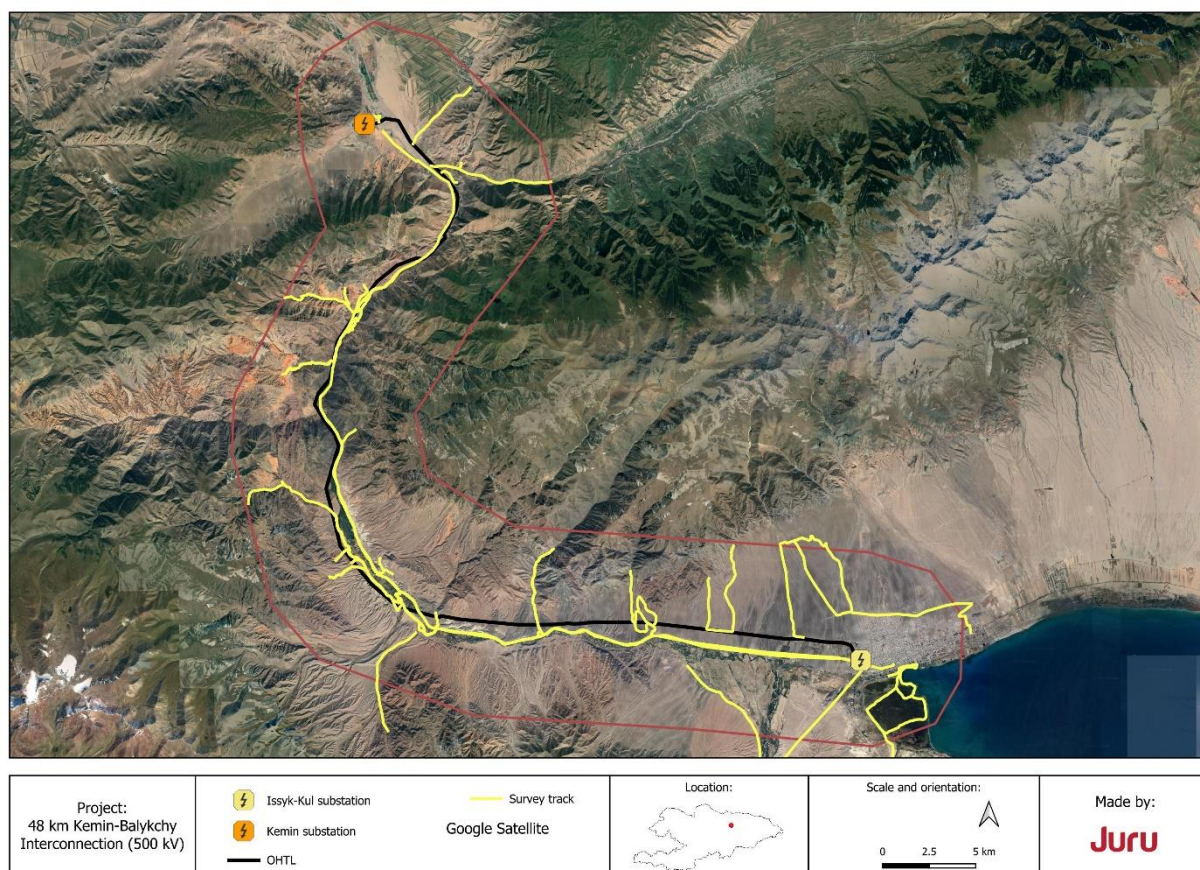 Project:
48 km Kemin-Balykchy
Interconnection (500 kV)
Issyk-Kul substation
Kemin substation
OHTL
Survey track
Google Satellite
Location:
Scale and orientation:
0 2.5 5 km
Made by:
Juru